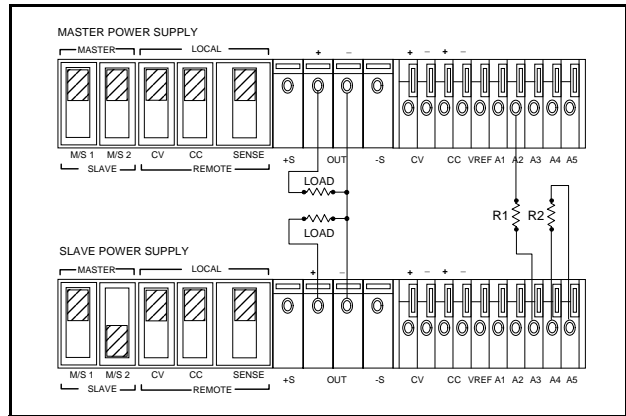 MASTER POWER SUPPLY
MASTER LOCAL
+ − + − + −
M/S 1 M/S 2 CV CC SENSE +S OUT -S CV CC VREF A1 A2 A3 A4 A5
SLAVE REMOTE
LOAD
R1 R2
LOAD
SLAVE POWER SUPPLY
MASTER LOCAL
+ − + − + −
M/S 1 M/S 2 CV CC SENSE +S OUT -S CV CC VREF A1 A2 A3 A4 A5
SLAVE REMOTE